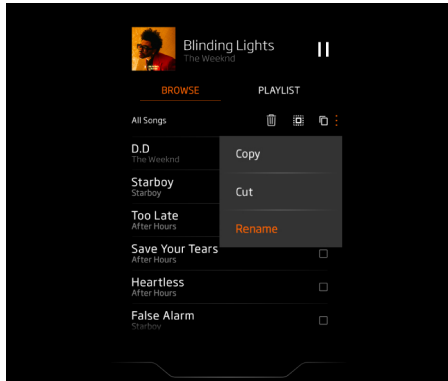 Blinding Lights
The Weeknd
BROWSE PLAYLIST
All Songs
D.D
The Weeknd
Copy
Starboy
Starboy
Cut
Too Late
After Hours
Rename
Save Your Tears
After Hours
Heartless
After Hours
False Alarm
Starboy